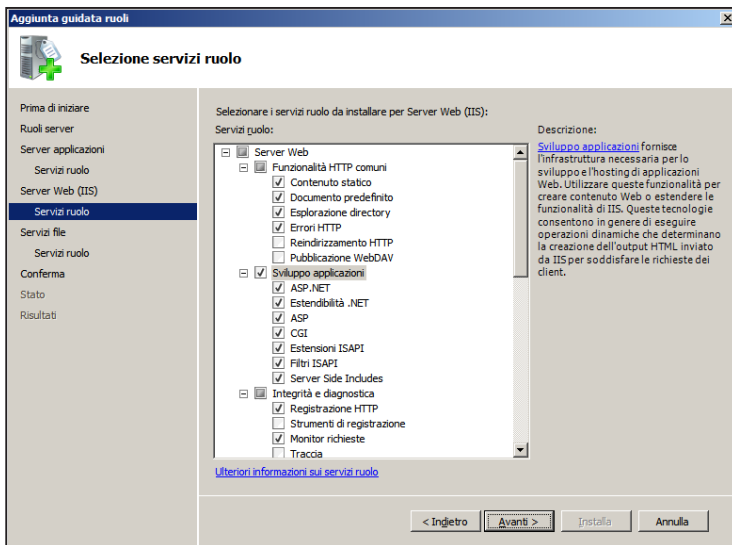 Aggiunta guidata ruoli
Selezione servizi ruolo
Prima di iniziare
Ruoli server
Server applicazioni
Servizi ruolo
Server Web (IIS)
Servizi ruolo
Servizi file
Servizi ruolo
Conferma
Stato
Risultati
Selezionare i servizi ruolo da installare per Server Web (IIS):
Servizi ruolo:
Server Web
Funzionalità HTTP comuni
Contenuto statico
Documento predefinito
Esplorazione directory
Errori HTTP
Reindirizzamento HTTP
Pubblicazione WebDAV
Sviluppo applicazioni
ASP.NET
Estendibilità .NET
ASP
CGI
Estensioni ISAPI
Filtri ISAPI
Server Side Includes
Integrità e diagnostica
Registrazione HTTP
Strumenti di registrazione
Monitor richieste
Traccia
Ulteriori informazioni sui servizi ruolo
Descrizione:
Sviluppo applicazioni fornisce
l'infrastruttura necessaria per lo
sviluppo e l'hosting di applicazioni
Web. Utilizzare queste funzionalità per
creare contenuto Web o estendere le
funzionalità di IIS. Queste tecnologie
consentono in genere di eseguire
operazioni dinamiche che determinano
la creazione dell'output HTML inviato
da IIS per soddisfare le richieste dei
client.
< Indietro
Avanti >
Installa
Annulla